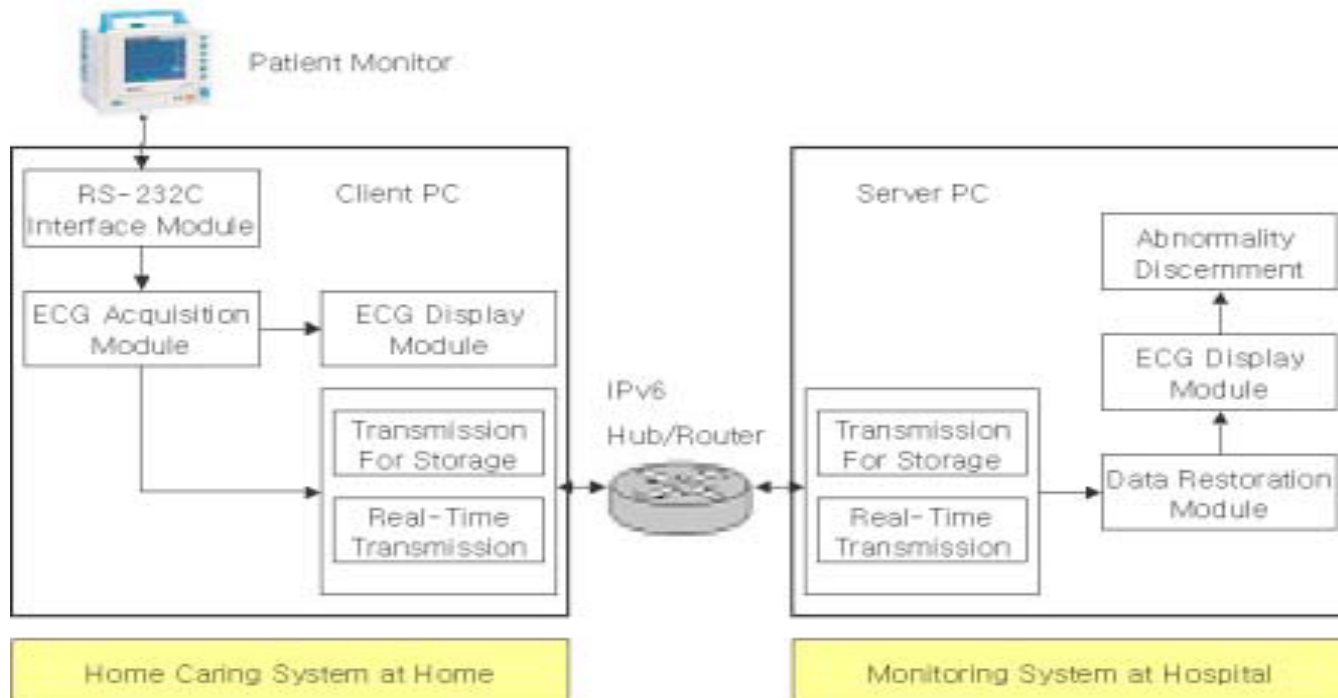 Patient Monitor
RS-232C
Interface Module
Client PC
ECG Acquisition
Module
ECG Display
Module
Transmission
For Storage
Real-Time
Transmission
Home Caring System at Home
IPv6
Hub/Router
Server PC
Abnormality
Discernment
ECG Display
Module
Transmission
For Storage
Real-Time
Transmission
Data Restoration
Module
Monitoring System at Hospital